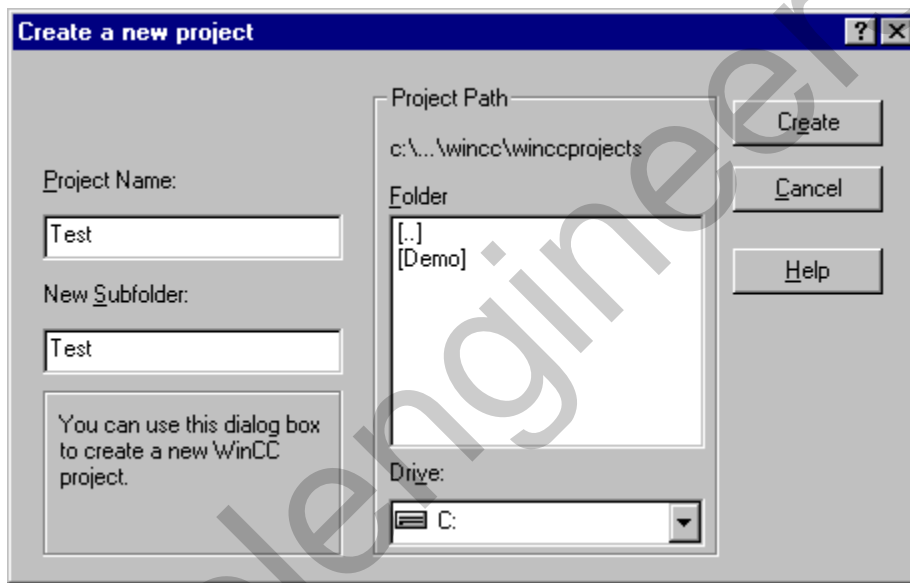 Create a new project
Project Name:
Test
New Subfolder:
Test
You can use this dialog box
to create a new WinCC
project.
Project Path
c:\...\wincc\winccprojects
Folder
[..]
[Demo]
Drive:
C:
Create
Cancel
Help